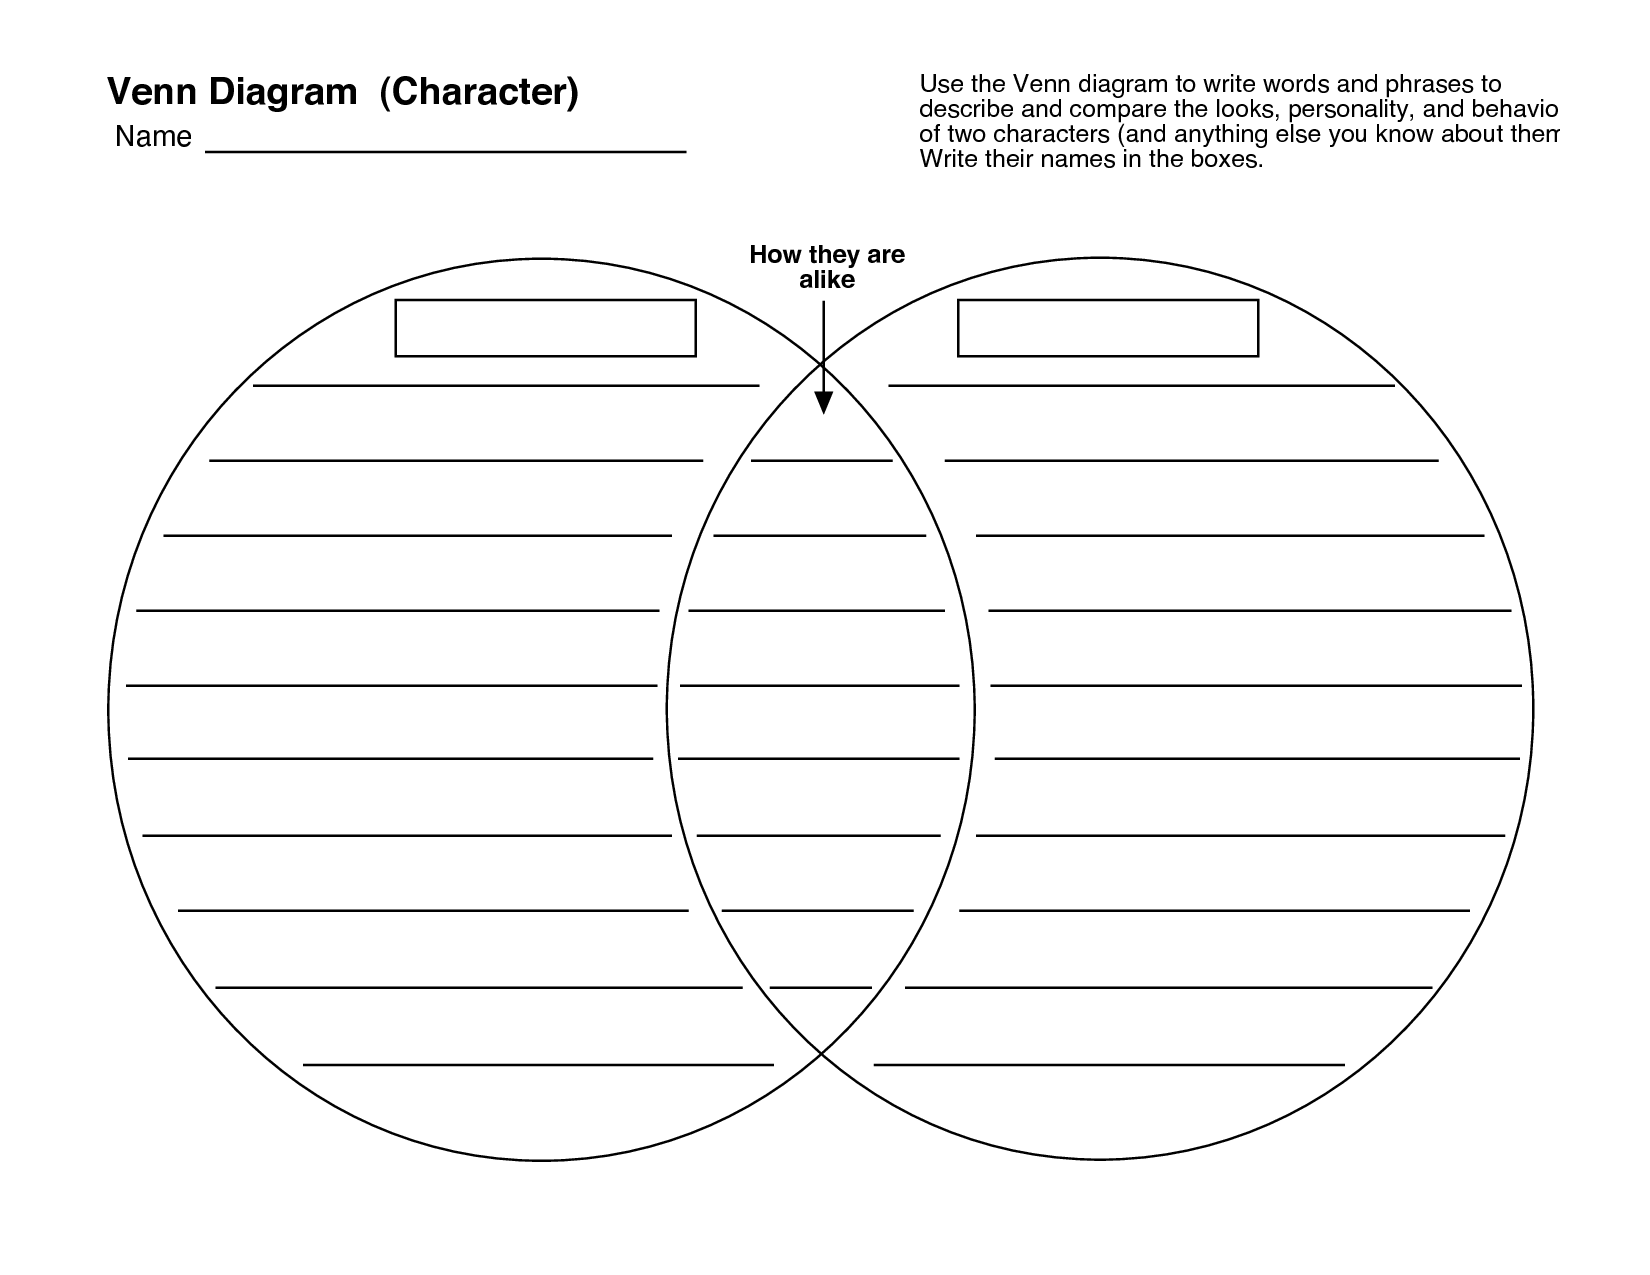 Venn Diagram (Character)
Name
Use the Venn diagram to write words and phrases to
describe and compare the looks, personality, and behavio
of two characters (and anything else you know about them
Write their names in the boxes.
How they are
alike